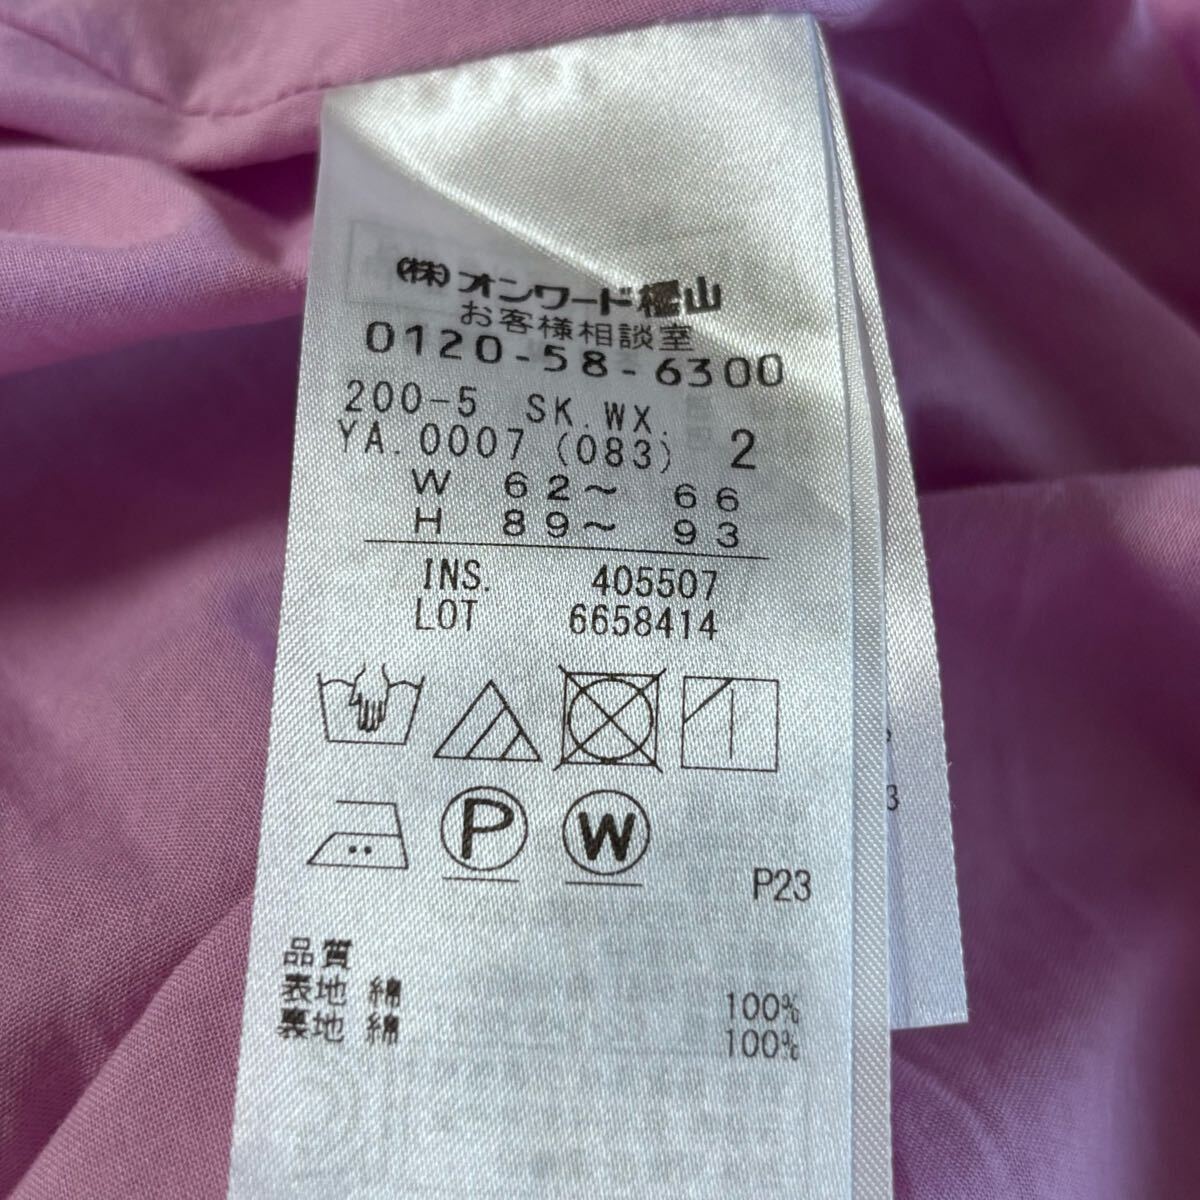 (株)オンワード樫山
お客様相談室
0120-58-6300
200-5 SK.WX.
YA.0007 (083) 2
W 62～ 66
H 89～ 93
INS. 405507
LOT 6658414
P
W
P23
品質
表地 綿 100%
裏地 綿 100%
3